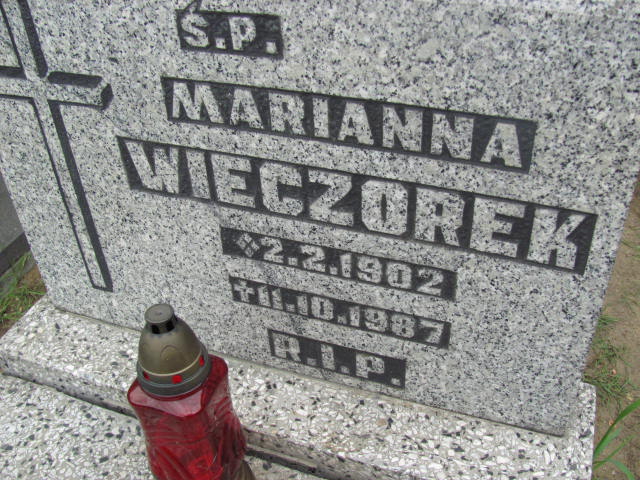 Ś.P.
MARIANNA
WIECZOREK
2.2.1902
11.10.1987
R.I.P.